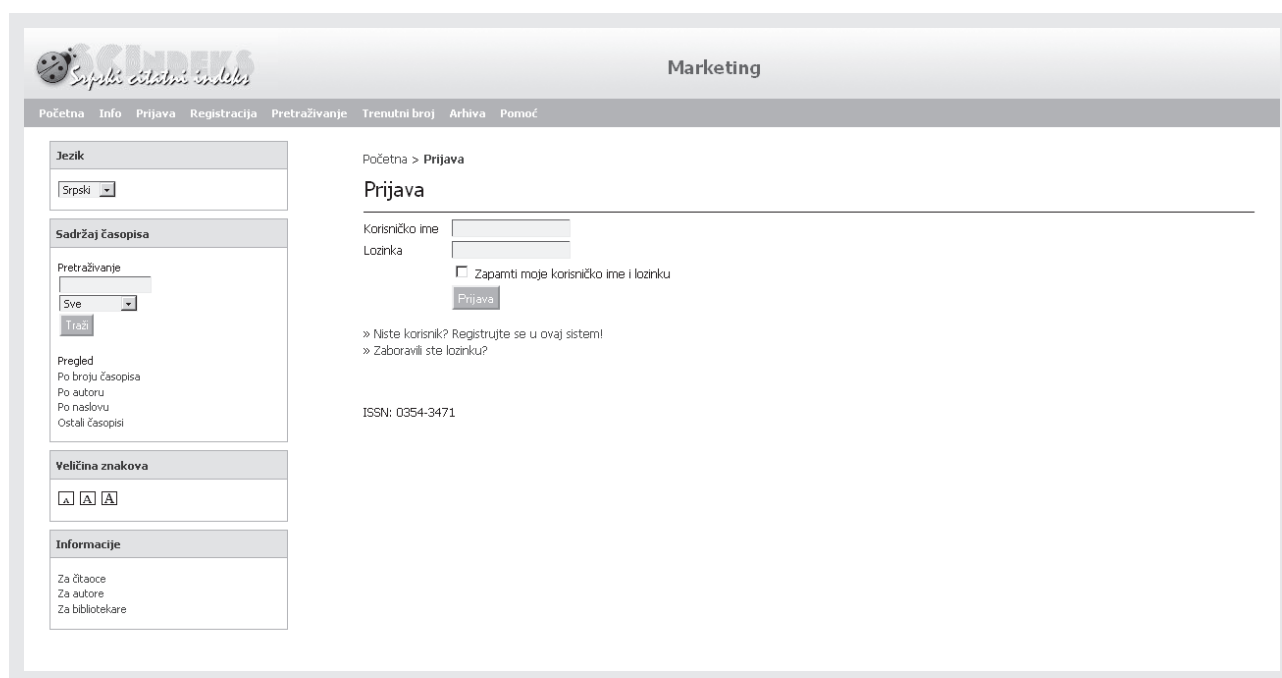 SCIndeks
Srpski citatni indeks
Marketing
Početna Info Prijava Registracija Pretraživanje Trenutni broj Arhiva Pomoć
Jezik
Srpski
Sadržaj časopisa
Pretraživanje
Sve
Traži
Pregled
Po broju časopisa
Po autoru
Po naslovu
Ostali časopisi
Veličina znakova
A A A
Informacije
Za čitaoce
Za autore
Za bibliotekare
Početna > Prijava
Prijava
Korisničko ime
Lozinka
Zapamti moje korisničko ime i lozinku
Prijava
» Niste korisnik? Registrujte se u ovaj sistem!
» Zaboravili ste lozinku?
ISSN: 0354-3471